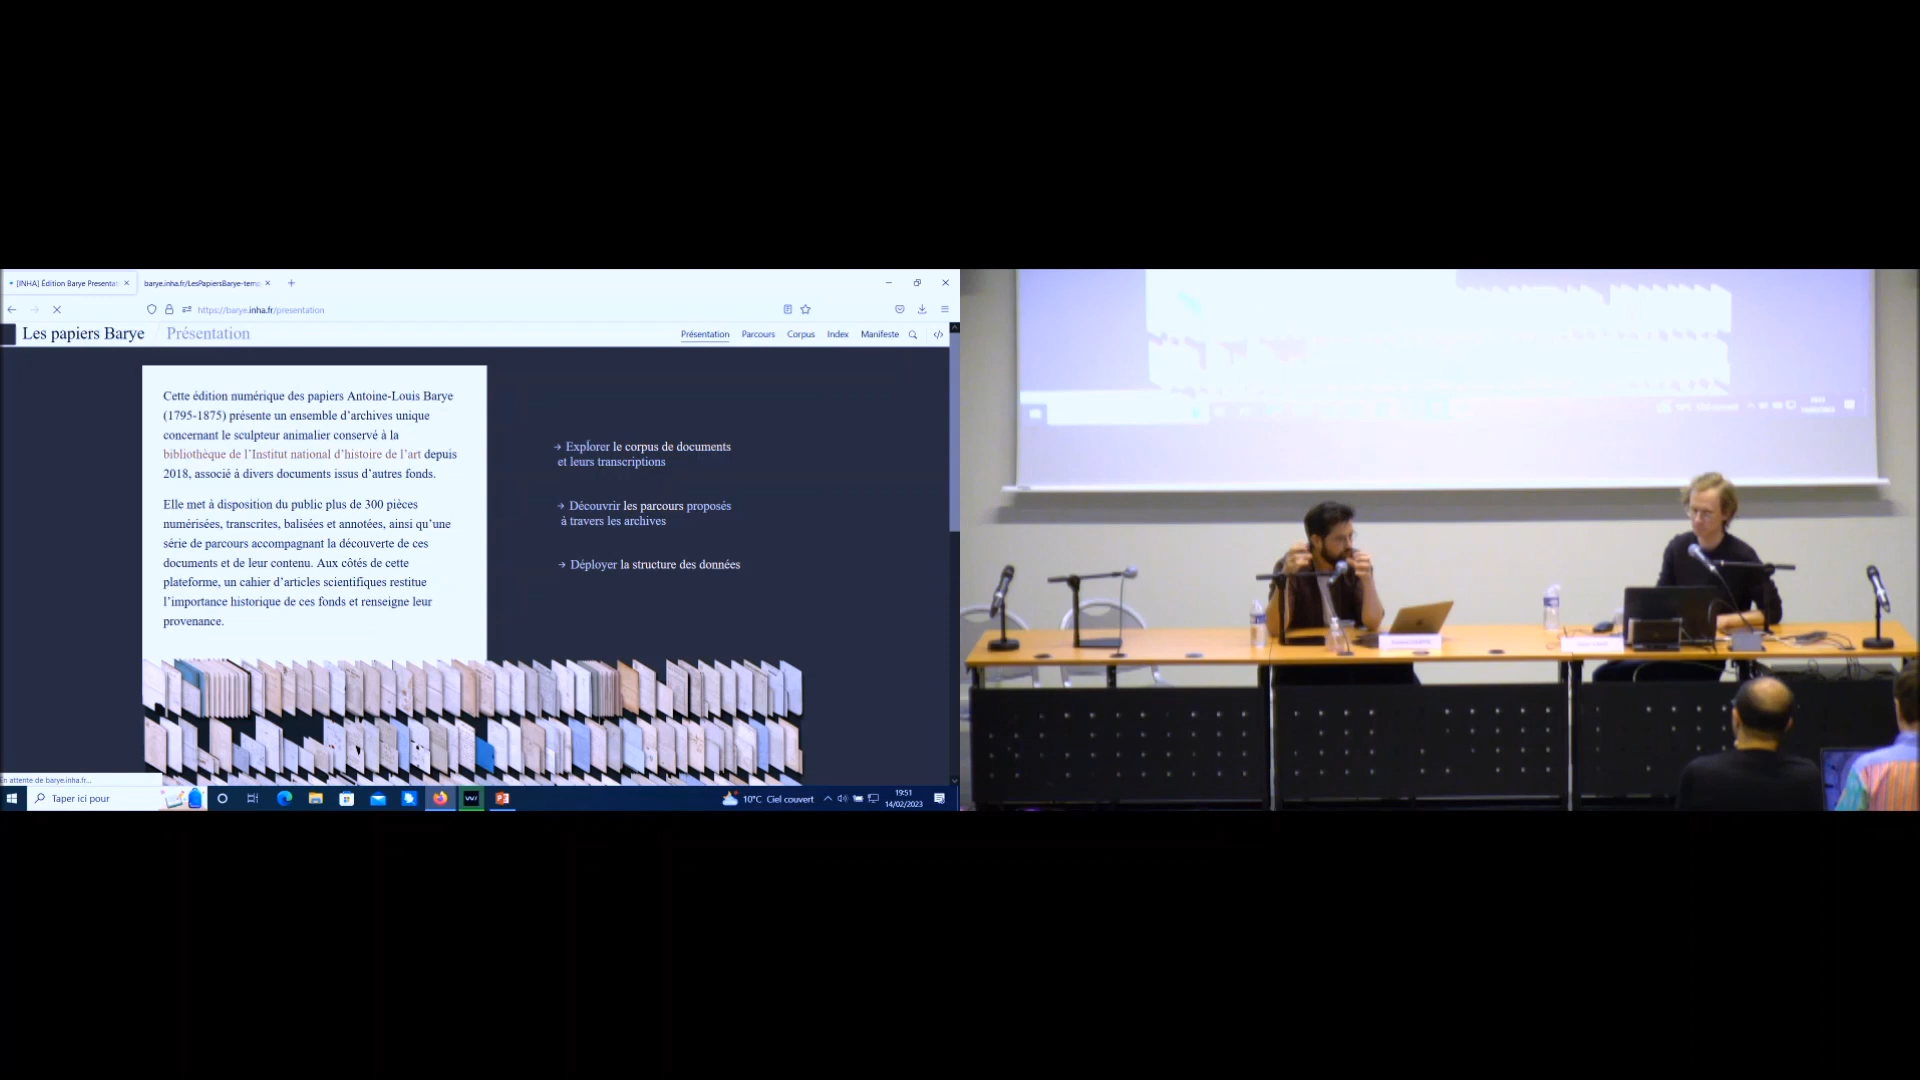 [INHA] Édition Barye Presentat
barye.inha.fr/LesPapiersBarye-temp
https://barye.inha.fr/presentation
Les papiers Barye / Présentation
Présentation Parcours Corpus Index Manifeste
Cette édition numérique des papiers Antoine-Louis Barye
(1795-1875) présente un ensemble d’archives unique
concernant le sculpteur animalier conservé à la
bibliothèque de l’Institut national d’histoire de l’art depuis
2018, associé à divers documents issus d’autres fonds.
Elle met à disposition du public plus de 300 pièces
numérisées, transcrites, balisées et annotées, ainsi qu’une
série de parcours accompagnant la découverte de ces
documents et de leur contenu. Aux côtés de cette
plateforme, un cahier d’articles scientifiques restitue
l’importance historique de ces fonds et renseigne leur
provenance.
→ Explorer le corpus de documents
et leurs transcriptions
→ Découvrir les parcours proposés
à travers les archives
→ Déployer la structure des données
En attente de barye.inha.fr...
Taper ici pour
10°C Ciel couvert
19:51
14/02/2023